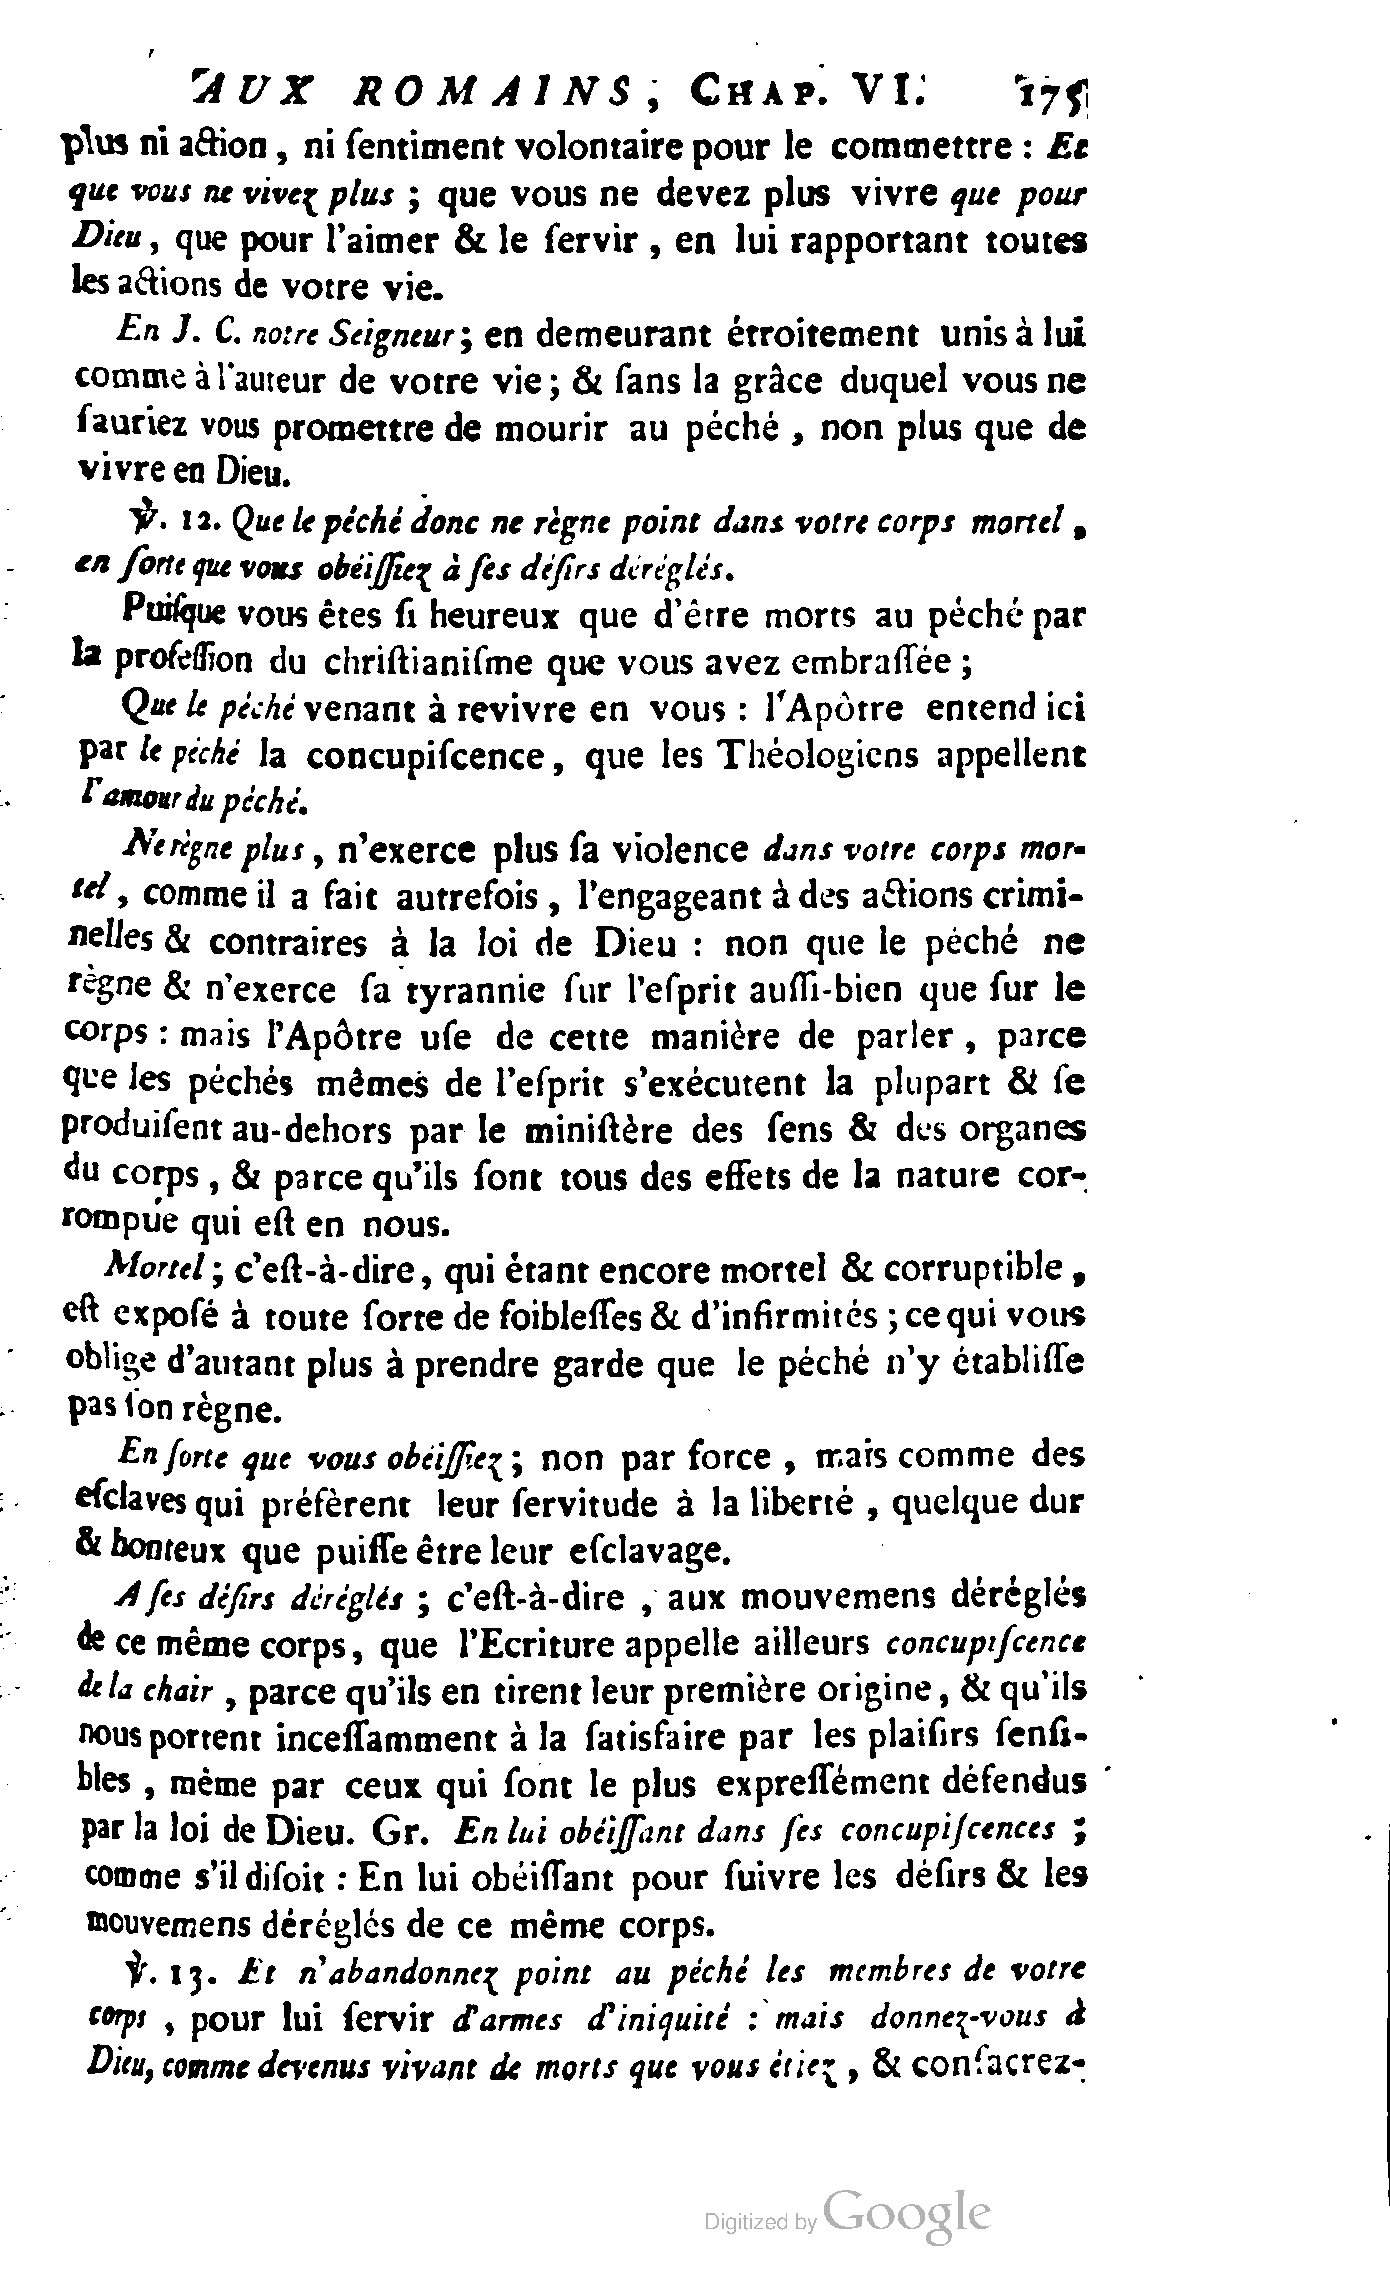 AUX ROMAINS, CHAP. VI. 175
plus ni action, ni ſentiment volontaire pour le commettre : Et
que vous ne vivez plus ; que vous ne devez plus vivre que pour
Dieu, que pour l'aimer & le ſervir, en lui rapportant toutes
les actions de votre vie.
En J. C. notre Seigneur ; en demeurant étroitement unis à lui
comme à l'auteur de votre vie ; & ſans la grâce duquel vous ne
ſauriez vous promettre de mourir au péché, non plus que de
vivre en Dieu.
℣. 12. Que le péché donc ne règne point dans votre corps mortel,
en ſorte que vous obéiſſiez à ſes déſirs déréglés.
Puiſque vous êtes ſi heureux que d'être morts au péché par
la profeſſion du chriſtianiſme que vous avez embraſſée ;
Que le péché venant à revivre en vous : l'Apôtre entend ici
par le péché la concupiſcence, que les Théologiens appellent
l'amour du péché.
Ne règne plus, n'exerce plus ſa violence dans votre corps mor-
tel, comme il a fait autrefois, l'engageant à des actions crimi-
nelles & contraires à la loi de Dieu : non que le péché ne
règne & n'exerce ſa tyrannie ſur l'eſprit auſſi-bien que ſur le
corps : mais l'Apôtre uſe de cette manière de parler, parce
que les péchés mêmes de l'eſprit s'exécutent la plupart & ſe
produiſent au-dehors par le miniſtère des ſens & des organes
du corps, & parce qu'ils ſont tous des effets de la nature cor-
rompue qui eſt en nous.
Mortel ; c'eſt-à-dire, qui étant encore mortel & corruptible,
eſt expoſé à toute ſorte de foibleſſes & d'infirmités ; ce qui vous
oblige d'autant plus à prendre garde que le péché n'y établiſſe
pas ſon règne.
En ſorte que vous obéiſſiez ; non par force, mais comme des
eſclaves qui préfèrent leur ſervitude à la liberté, quelque dur
& honteux que puiſſe être leur eſclavage.
A ſes déſirs déréglés ; c'eſt-à-dire, aux mouvemens déréglés
de ce même corps, que l'Ecriture appelle ailleurs concupiſcence
de la chair, parce qu'ils en tirent leur première origine, & qu'ils
nous portent inceſſamment à la ſatisfaire par les plaiſirs ſenſi-
bles, même par ceux qui ſont le plus expreſſément défendus
par la loi de Dieu. Gr. En lui obéiſſant dans ſes concupiſcences ;
comme s'il diſoit : En lui obéiſſant pour ſuivre les déſirs & les
mouvemens déréglés de ce même corps.
℣. 13. Et n'abandonnez point au péché les membres de votre
corps, pour lui ſervir d'armes d'iniquité : mais donnez-vous à
Dieu, comme devenus vivant de morts que vous étiez, & conſacrez-
Digitized by Google